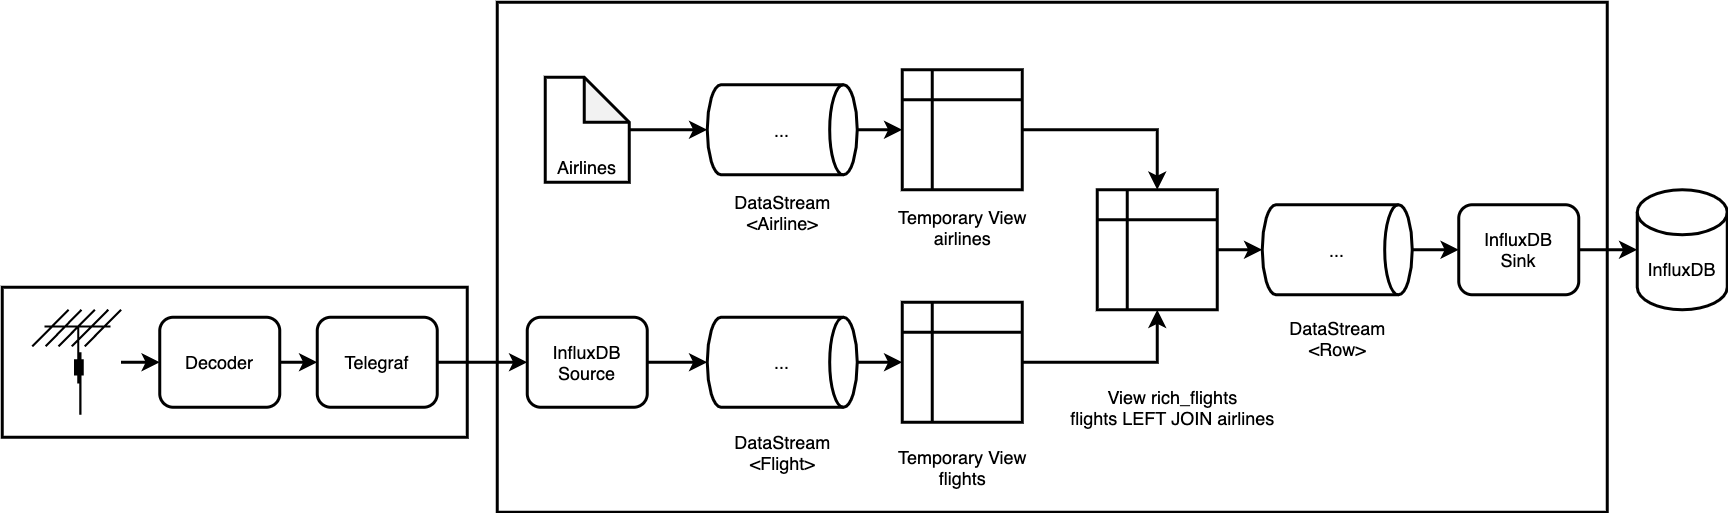 Airlines
...
DataStream
<Airline>
Temporary View
airlines
Decoder
Telegraf
InfluxDB
Source
...
DataStream
<Flight>
Temporary View
flights
View rich_flights
flights LEFT JOIN airlines
...
DataStream
<Row>
InfluxDB
Sink
InfluxDB